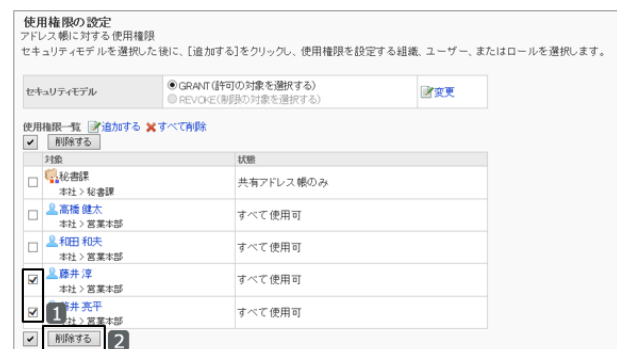 使用権限の設定
アドレス帳に対する使用権限
セキュリティモデルを選択した後に、[追加する]をクリックし、使用権限を設定する組織、ユーザー、またはロールを選択します。
セキュリティモデル
GRANT(許可の対象を選択する)
REVOKE(制限の対象を選択する)
変更
使用権限一覧 追加する すべて削除
削除する
対象 状態
秘書課 共有アドレス帳のみ
本社 > 秘書課
高橋 健太 すべて使用可
本社 > 営業本部
和田 和夫 すべて使用可
本社 > 営業本部
藤井 淳 すべて使用可
本社 > 営業本部
井 亮平 すべて使用可
1 社 > 営業本部
削除する 2